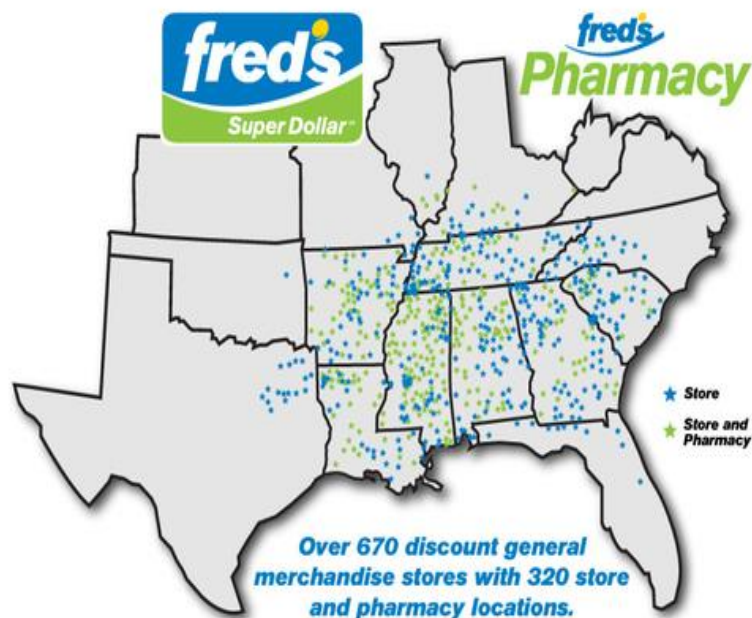 fred's
Super Dollar™
fred's
Pharmacy
Store
Store and
Pharmacy
Over 670 discount general
merchandise stores with 320 store
and pharmacy locations.